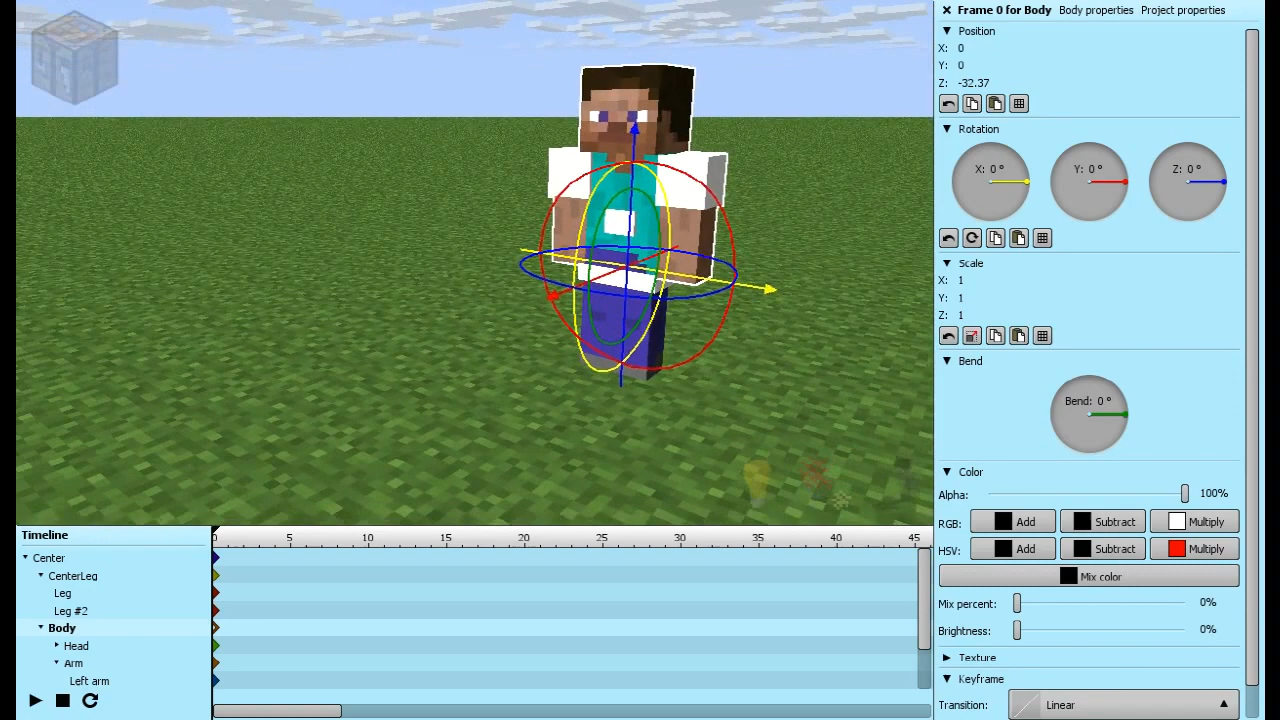 ✕ Frame 0 for Body Body properties Project properties
Position
X: 0
Y: 0
Z: -32.37
Rotation
X: 0 ° Y: 0 ° Z: 0 °
Scale
X: 1
Y: 1
Z: 1
Bend
Bend: 0 °
Color
Alpha: 100%
RGB: Add Subtract Multiply
HSV: Add Subtract Multiply
Mix color
Mix percent: 0%
Brightness: 0%
Texture
Keyframe
Transition: Linear
Timeline
0 5 10 15 20 25 30 35 40 45
Center
CenterLeg
Leg
Leg #2
Body
Head
Arm
Left arm